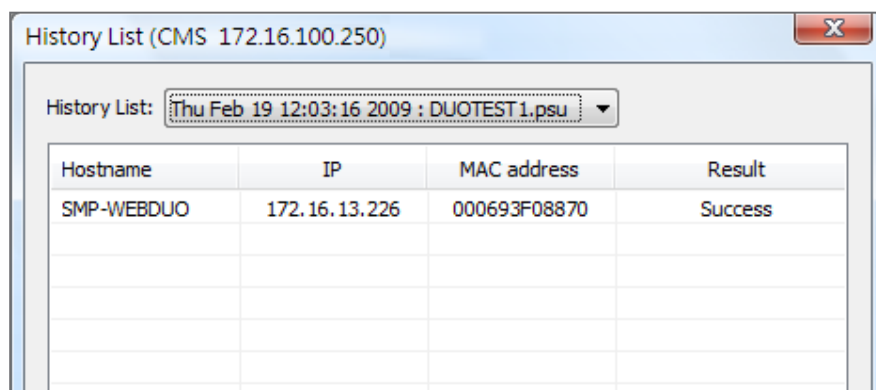 History List (CMS 172.16.100.250)
History List: Thu Feb 19 12:03:16 2009 : DUOTEST1.psu
Hostname IP MAC address Result
SMP-WEBDUO 172.16.13.226 000693F08870 Success